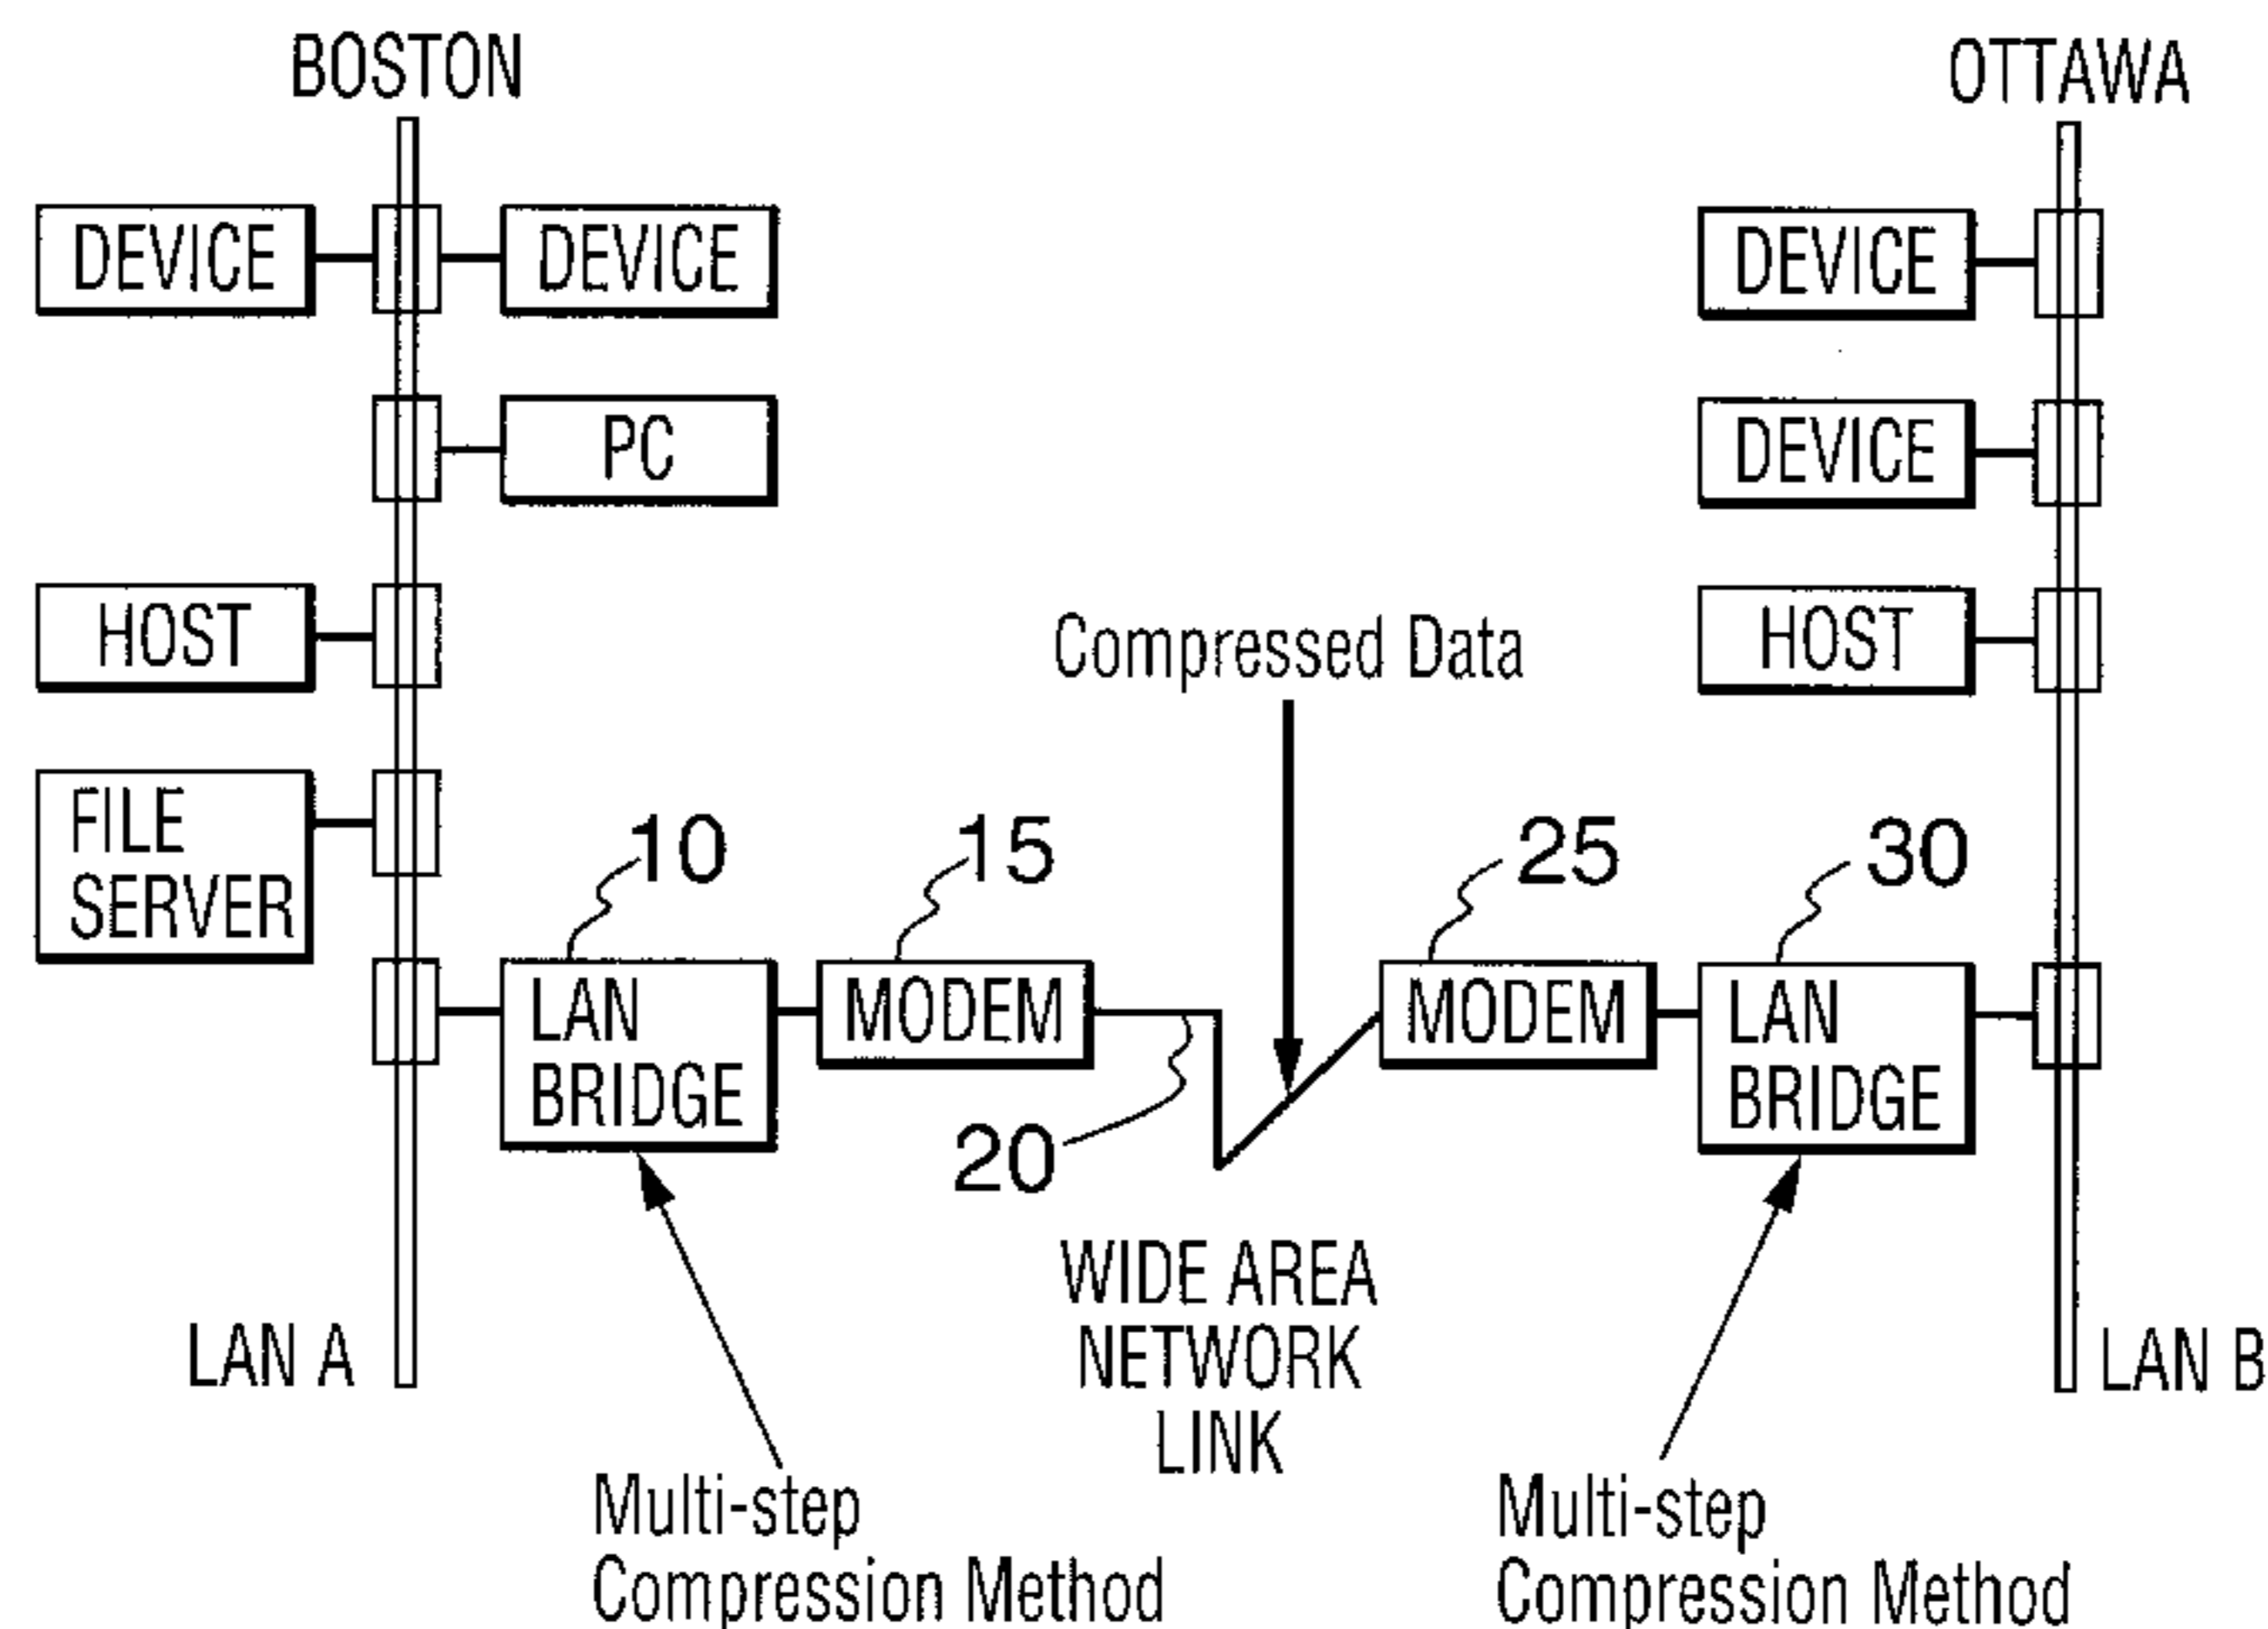 BOSTON
OTTAWA
DEVICE
DEVICE
DEVICE
PC
DEVICE
HOST
HOST
Compressed Data
FILE
SERVER
10
15
25
30
LAN
BRIDGE
MODEM
MODEM
LAN
BRIDGE
20
WIDE AREA
NETWORK
LINK
LAN A
LAN B
Multi-step
Compression Method
Multi-step
Compression Method